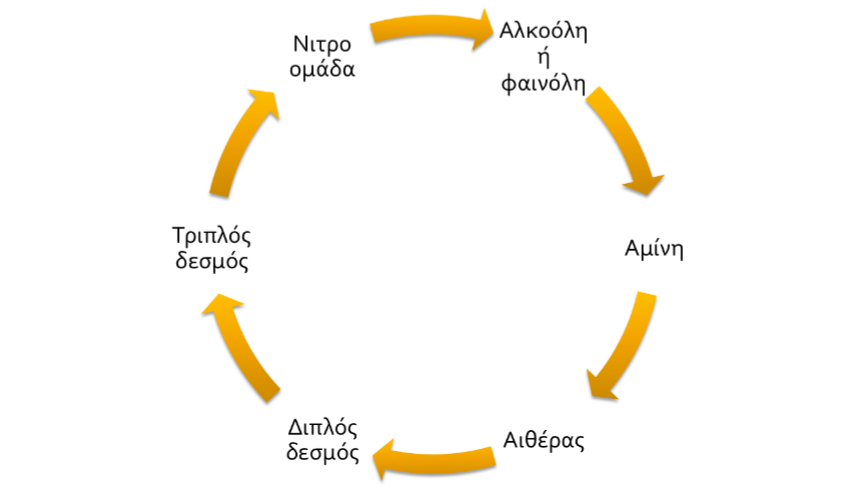 Νιτρο
ομάδα
Αλκοόλη
ή
φαινόλη
Αμίνη
Αιθέρας
Διπλός
δεσμός
Τριπλός
δεσμός